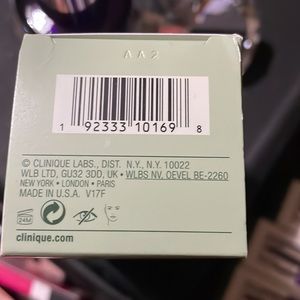 AA2
1 92333 10169 8
© CLINIQUE LABS., DIST. N.Y., N.Y. 10022
WLB LTD, GU32 3DD, UK • WLBS NV. OEVEL BE-2260
NEW YORK • LONDON • PARIS
MADE IN U.S.A. V17F
24M
clinique.com